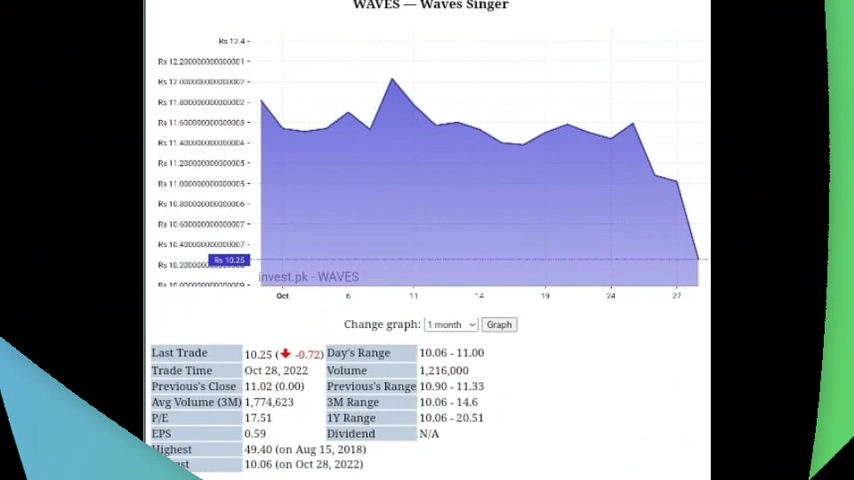 WAVES — Waves Singer
Rs 12.4
Rs 12.200000000000001
Rs 12.000000000000002
Rs 11.800000000000002
Rs 11.600000000000003
Rs 11.400000000000004
Rs 11.200000000000005
Rs 11.000000000000005
Rs 10.800000000000006
Rs 10.600000000000007
Rs 10.400000000000007
Rs 10.25
invest.pk - WAVES
Oct 6 11 14 19 24 27
Change graph: 1 month Graph
Last Trade 10.25 ( -0.72) Day's Range 10.06 - 11.00
Trade Time Oct 28, 2022 Volume 1,216,000
Previous's Close 11.02 (0.00) Previous's Range 10.90 - 11.33
Avg Volume (3M) 1,774,623 3M Range 10.06 - 14.6
P/E 17.51 1Y Range 10.06 - 20.51
EPS 0.59 Dividend N/A
Highest 49.40 (on Aug 15, 2018)
10.06 (on Oct 28, 2022)